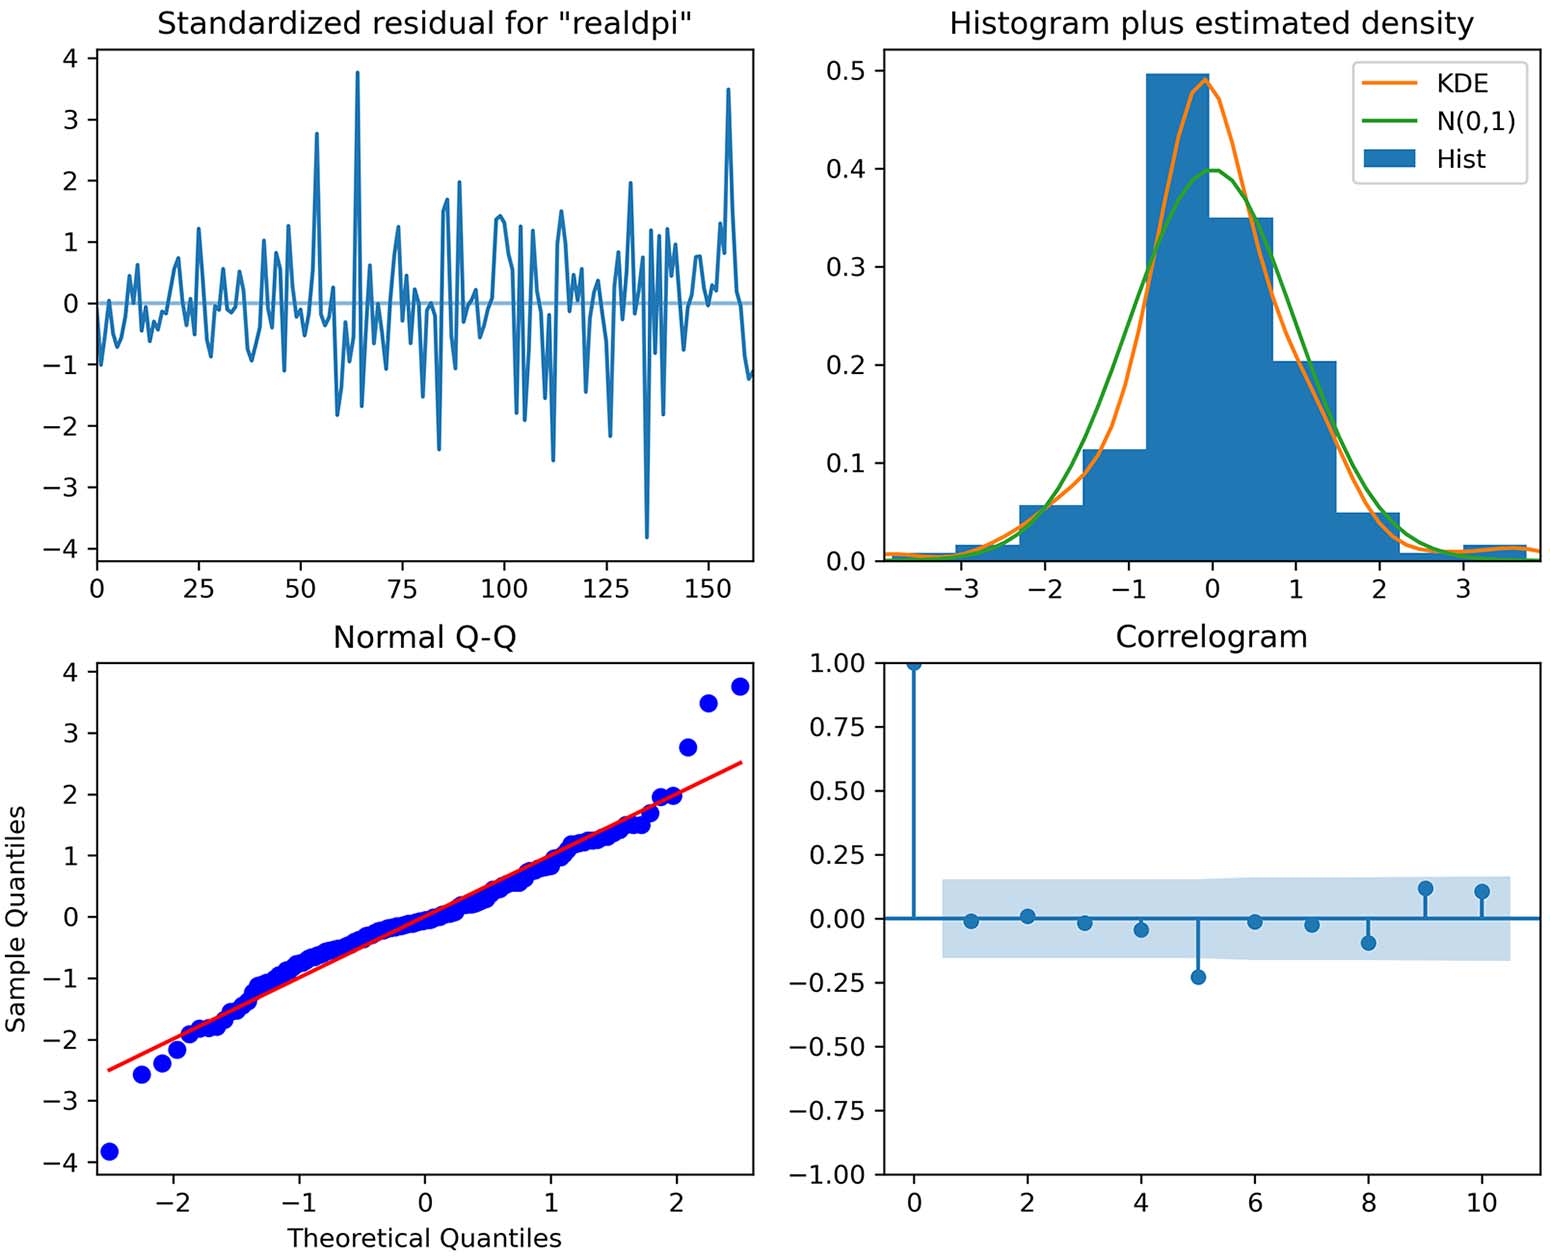 Standardized residual for "realdpi"
4
3
2
1
0
−1
−2
−3
−4
0 25 50 75 100 125 150
Histogram plus estimated density
0.5
0.4
0.3
0.2
0.1
0.0
−3 −2 −1 0 1 2 3
KDE
N(0,1)
Hist
Normal Q-Q
Sample Quantiles
4
3
2
1
0
−1
−2
−3
−4
−2 −1 0 1 2
Theoretical Quantiles
Correlogram
1.00
0.75
0.50
0.25
0.00
−0.25
−0.50
−0.75
−1.00
0 2 4 6 8 10